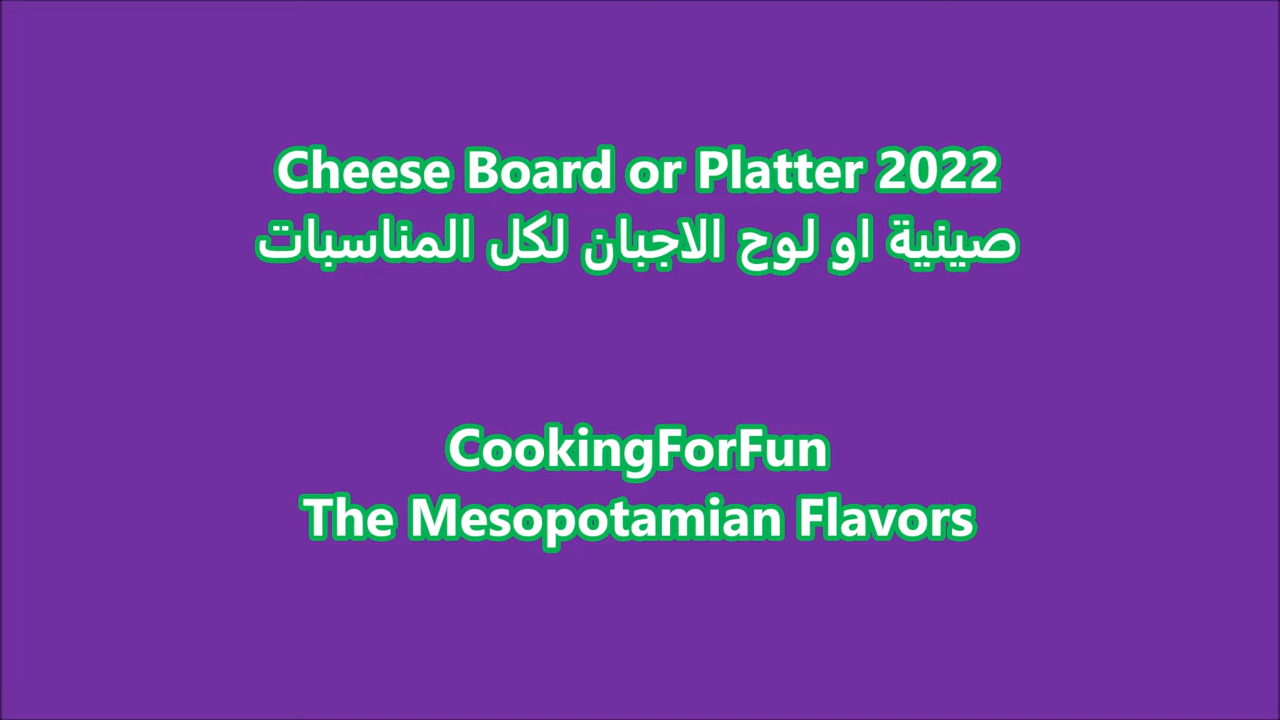 Cheese Board or Platter 2022
صينية او لوح الاجبان لكل المناسبات
CookingForFun
The Mesopotamian Flavors